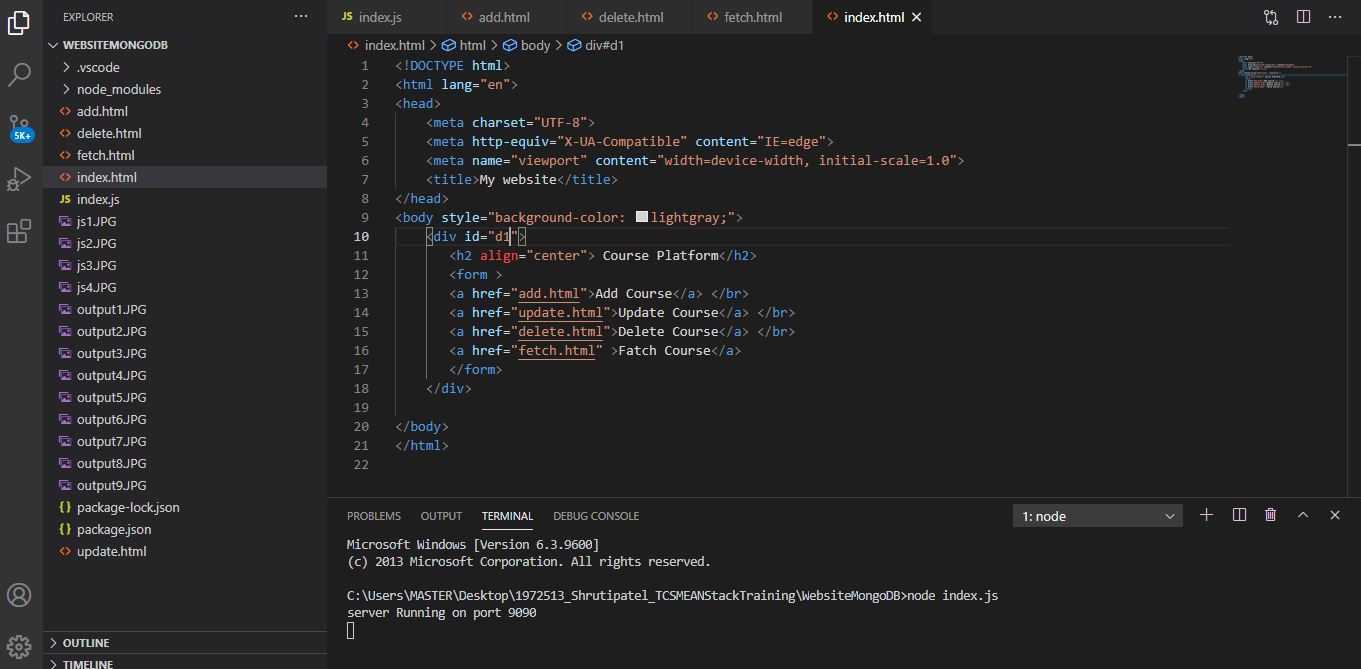 EXPLORER
WEBSITEMONGODB
.vscode
node_modules
add.html
delete.html
fetch.html
index.html
index.js
js1.JPG
js2.JPG
js3.JPG
js4.JPG
output1.JPG
output2.JPG
output3.JPG
output4.JPG
output5.JPG
output6.JPG
output7.JPG
output8.JPG
output9.JPG
package-lock.json
package.json
update.html
OUTLINE
TIMELINE
5K+
JS index.js <> add.html <> delete.html <> fetch.html <> index.html
<> index.html > html > body > div#d1
1 <!DOCTYPE html>
2 <html lang="en">
3 <head>
4 <meta charset="UTF-8">
5 <meta http-equiv="X-UA-Compatible" content="IE=edge">
6 <meta name="viewport" content="width=device-width, initial-scale=1.0">
7 <title>My website</title>
8 </head>
9 <body style="background-color: lightgray;">
10 <div id="d1">
11 <h2 align="center"> Course Platform</h2>
12 <form >
13 <a href="add.html">Add Course</a> </br>
14 <a href="update.html">Update Course</a> </br>
15 <a href="delete.html">Delete Course</a> </br>
16 <a href="fetch.html" >Fatch Course</a>
17 </form>
18 </div>
19
20 </body>
21 </html>
22
PROBLEMS OUTPUT TERMINAL DEBUG CONSOLE 1: node
Microsoft Windows [Version 6.3.9600]
(c) 2013 Microsoft Corporation. All rights reserved.
C:\Users\MASTER\Desktop\1972513_Shrutipatel_TCSMEANStackTraining\WebsiteMongoDB>node index.js
server Running on port 9090